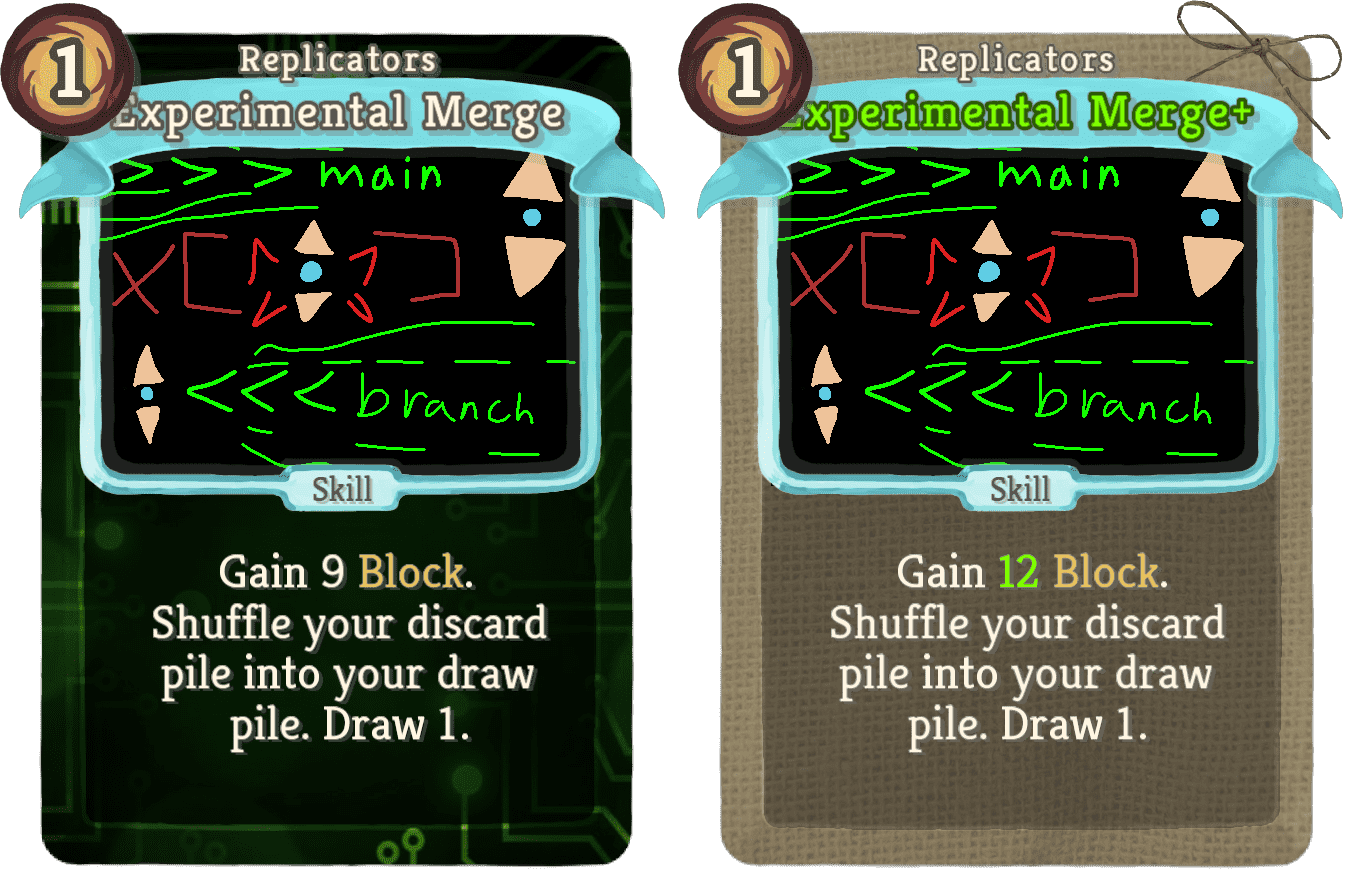 1
Replicators
Experimental Merge
>>> main
X
<<< branch
Skill
Gain 9 Block.
Shuffle your discard
pile into your draw
pile. Draw 1.
1
Replicators
Experimental Merge+
>>> main
X
<<< branch
Skill
Gain 12 Block.
Shuffle your discard
pile into your draw
pile. Draw 1.